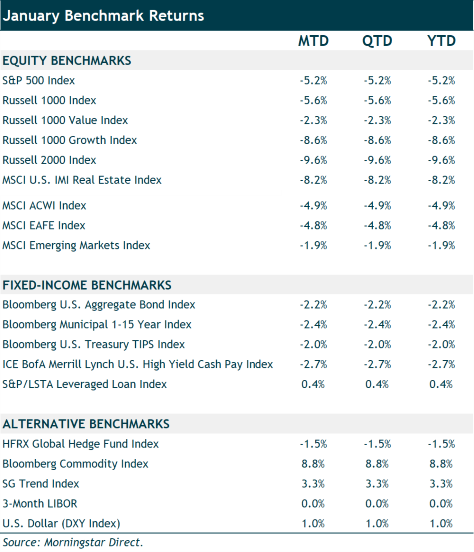 January Benchmark Returns
MTD QTD YTD
EQUITY BENCHMARKS
S&P 500 Index -5.2% -5.2% -5.2%
Russell 1000 Index -5.6% -5.6% -5.6%
Russell 1000 Value Index -2.3% -2.3% -2.3%
Russell 1000 Growth Index -8.6% -8.6% -8.6%
Russell 2000 Index -9.6% -9.6% -9.6%
MSCI U.S. IMI Real Estate Index -8.2% -8.2% -8.2%
MSCI ACWI Index -4.9% -4.9% -4.9%
MSCI EAFE Index -4.8% -4.8% -4.8%
MSCI Emerging Markets Index -1.9% -1.9% -1.9%
FIXED-INCOME BENCHMARKS
Bloomberg U.S. Aggregate Bond Index -2.2% -2.2% -2.2%
Bloomberg Municipal 1-15 Year Index -2.4% -2.4% -2.4%
Bloomberg U.S. Treasury TIPS Index -2.0% -2.0% -2.0%
ICE BofA Merrill Lynch U.S. High Yield Cash Pay Index -2.7% -2.7% -2.7%
S&P/LSTA Leveraged Loan Index 0.4% 0.4% 0.4%
ALTERNATIVE BENCHMARKS
HFRX Global Hedge Fund Index -1.5% -1.5% -1.5%
Bloomberg Commodity Index 8.8% 8.8% 8.8%
SG Trend Index 3.3% 3.3% 3.3%
3-Month LIBOR 0.0% 0.0% 0.0%
U.S. Dollar (DXY Index) 1.0% 1.0% 1.0%
Source: Morningstar Direct.